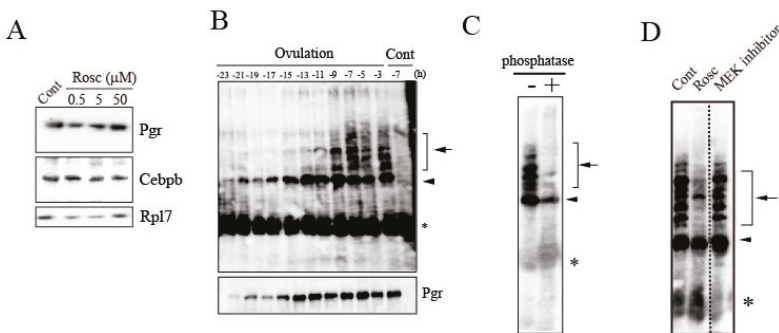 A
Cont
Rosc (μM)
0.5 5 50
Pgr
Cebpb
Rpl7
B
Ovulation Cont
-23 -21 -19 -17 -15 -13 -11 -9 -7 -5 -3 -7 (h)
*
Pgr
C
phosphatase
- +
*
D
Cont
Rosc
MEK inhibitor
*